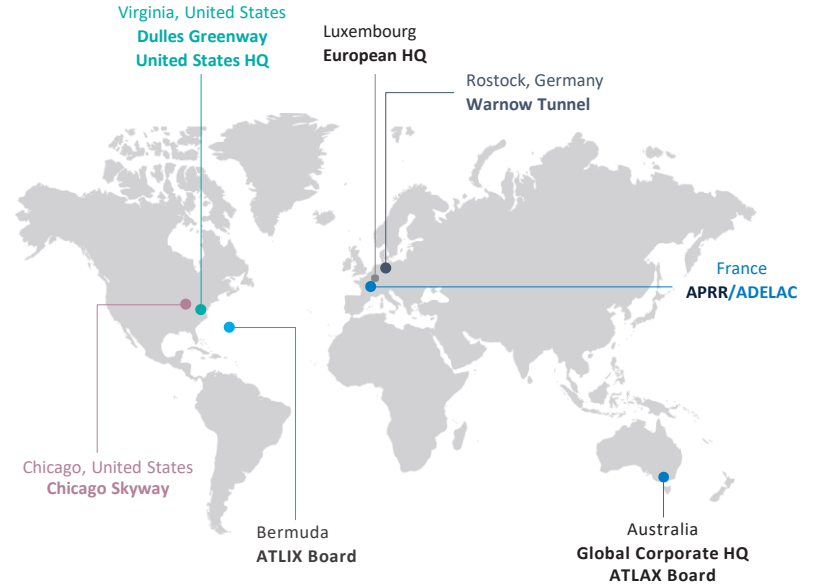 Virginia, United States
Dulles Greenway
United States HQ
Luxembourg
European HQ
Rostock, Germany
Warnow Tunnel
France
APRR/ADELAC
Chicago, United States
Chicago Skyway
Bermuda
ATLIX Board
Australia
Global Corporate HQ
ATLAX Board